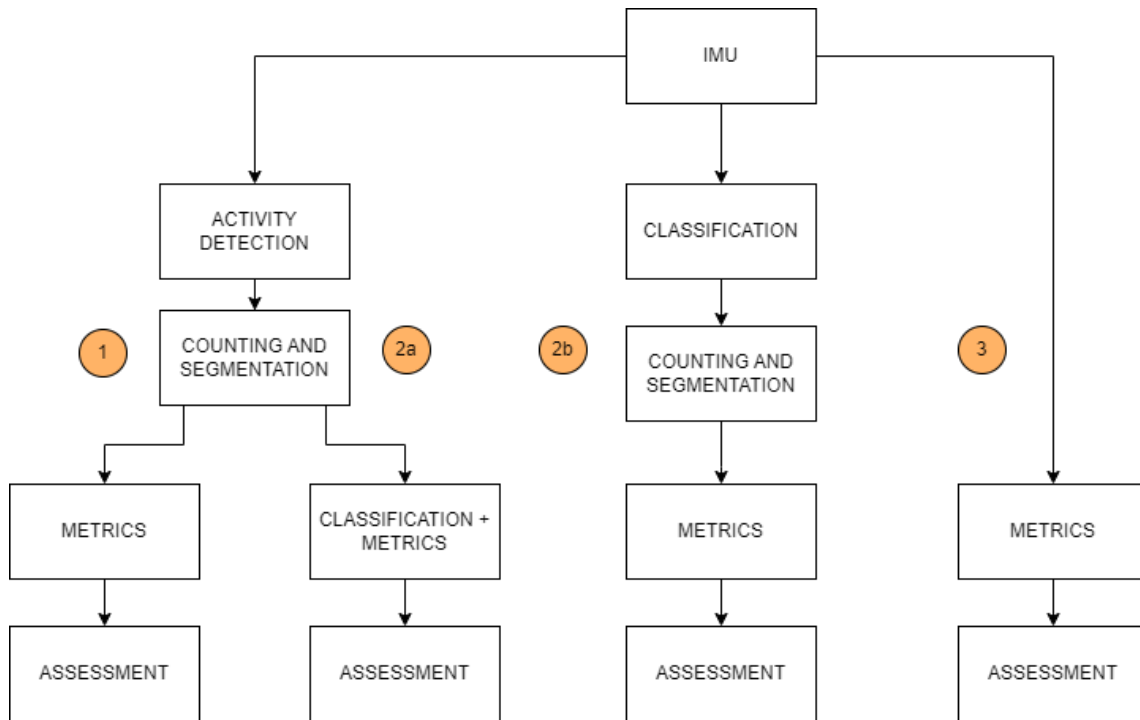 IMU
ACTIVITY
DETECTION
CLASSIFICATION
1
COUNTING AND
SEGMENTATION
2a
2b
COUNTING AND
SEGMENTATION
3
METRICS
CLASSIFICATION +
METRICS
METRICS
METRICS
ASSESSMENT
ASSESSMENT
ASSESSMENT
ASSESSMENT